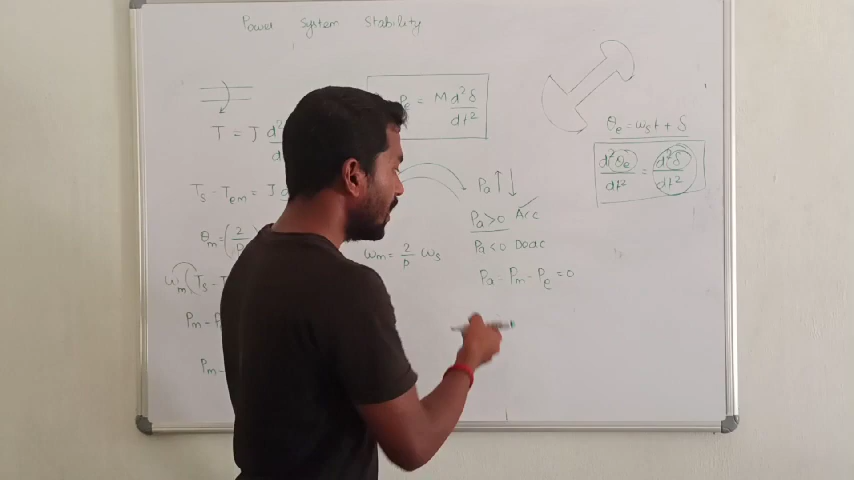 Power System Stability
Pe = M d²δ/dt²
T = J d²
Ts - Tem = J
θm = (2/P)
ωm = 2/P ωs
ωm(Ts - T
Pm - P
Pm -
θe = ωst + δ
d²θe/dt² = d²δ/dt²
Pa ↑ ↓
Pa > 0 Acc
Pa < 0 Deac
Pa = Pm - Pe = 0